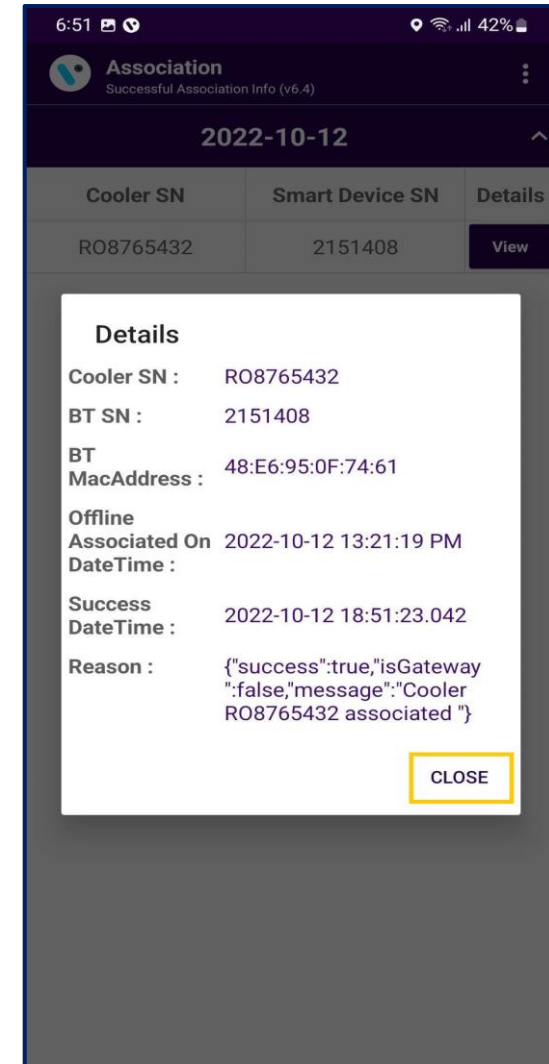 6:51
42%
Association
Successful Association Info (v6.4)
2022-10-12
Cooler SN Smart Device SN Details
RO8765432 2151408 View
Details
Cooler SN : RO8765432
BT SN : 2151408
BT
MacAddress : 48:E6:95:0F:74:61
Offline
Associated On 2022-10-12 13:21:19 PM
DateTime :
Success
DateTime : 2022-10-12 18:51:23.042
Reason : {"success":true,"isGateway
":false,"message":"Cooler
RO8765432 associated "}
CLOSE